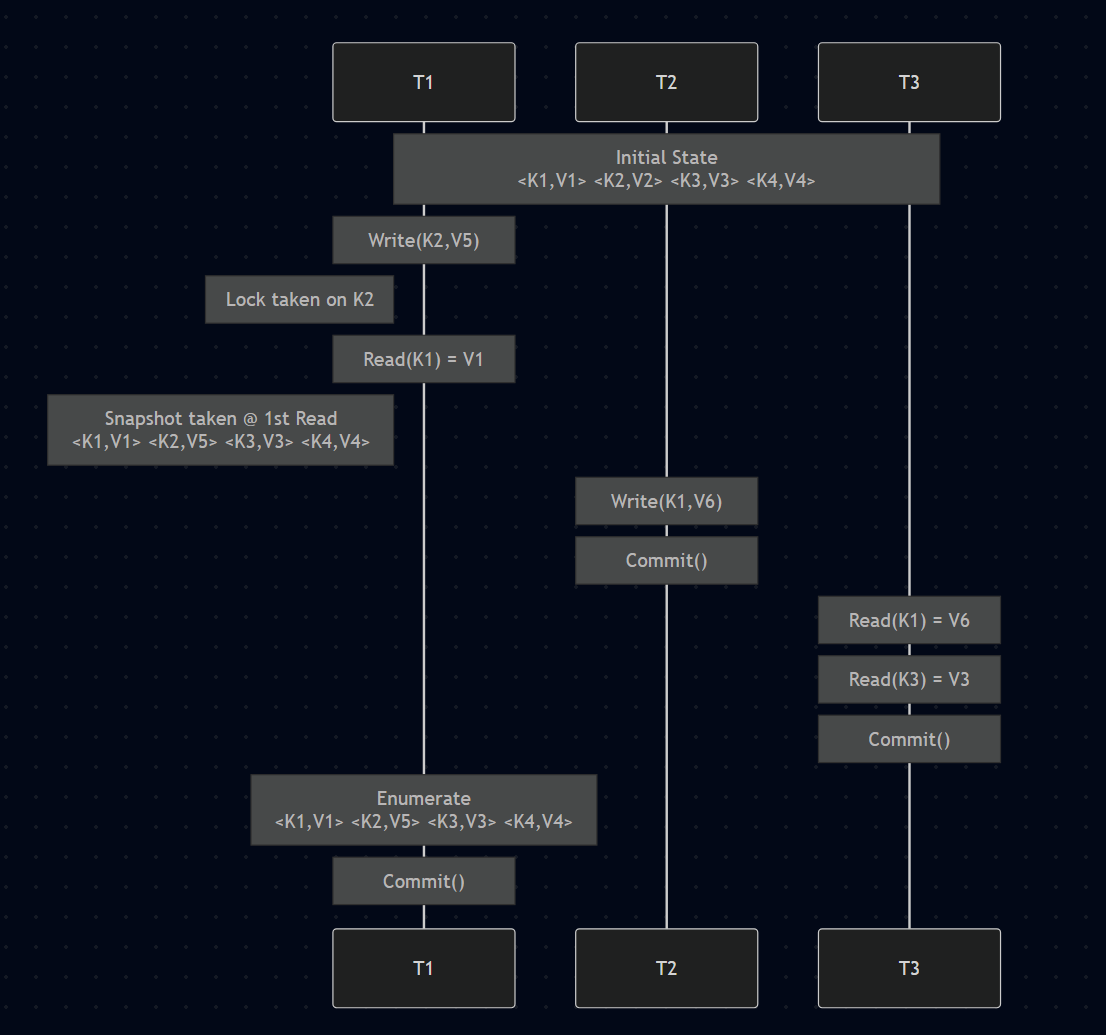 T1
T2
T3
Initial State
<K1,V1> <K2,V2> <K3,V3> <K4,V4>
Write(K2,V5)
Lock taken on K2
Read(K1) = V1
Snapshot taken @ 1st Read
<K1,V1> <K2,V5> <K3,V3> <K4,V4>
Write(K1,V6)
Commit()
Read(K1) = V6
Read(K3) = V3
Commit()
Enumerate
<K1,V1> <K2,V5> <K3,V3> <K4,V4>
Commit()
T1
T2
T3